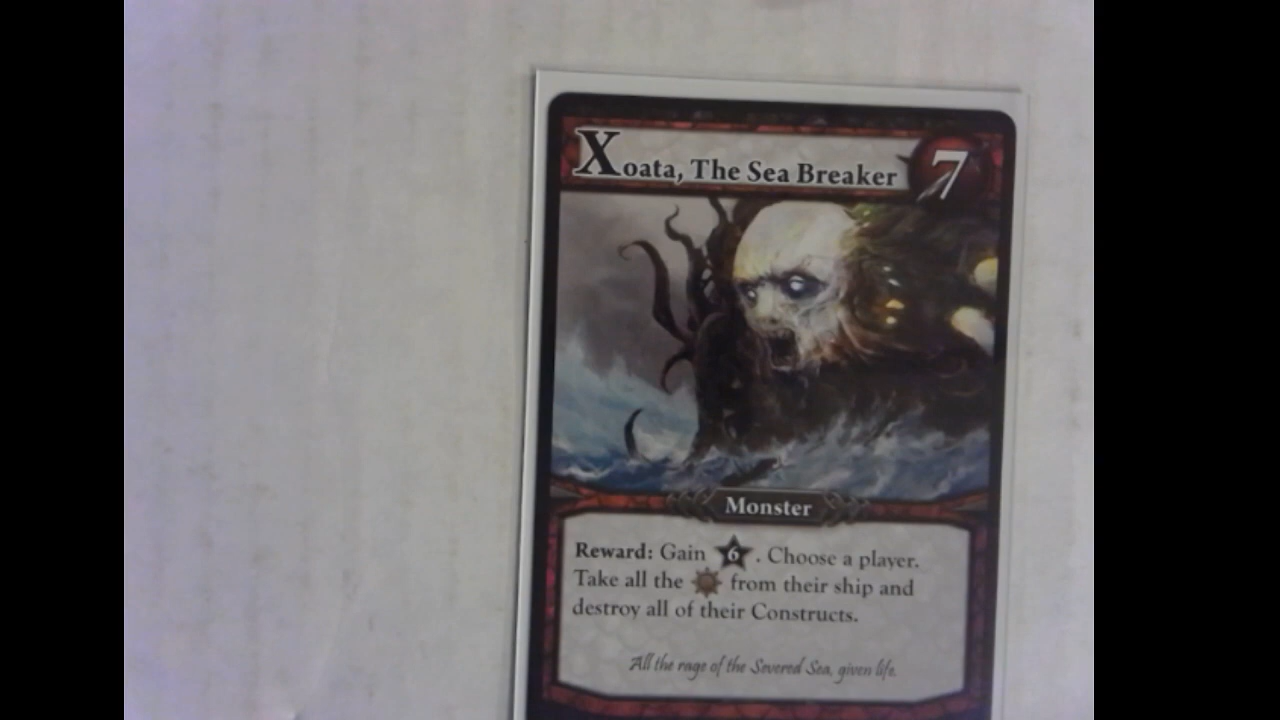 Xoata, The Sea Breaker 7
Monster
Reward: Gain 6. Choose a player.
Take all the from their ship and
destroy all of their Constructs.
All the rage of the Severed Sea, given life.